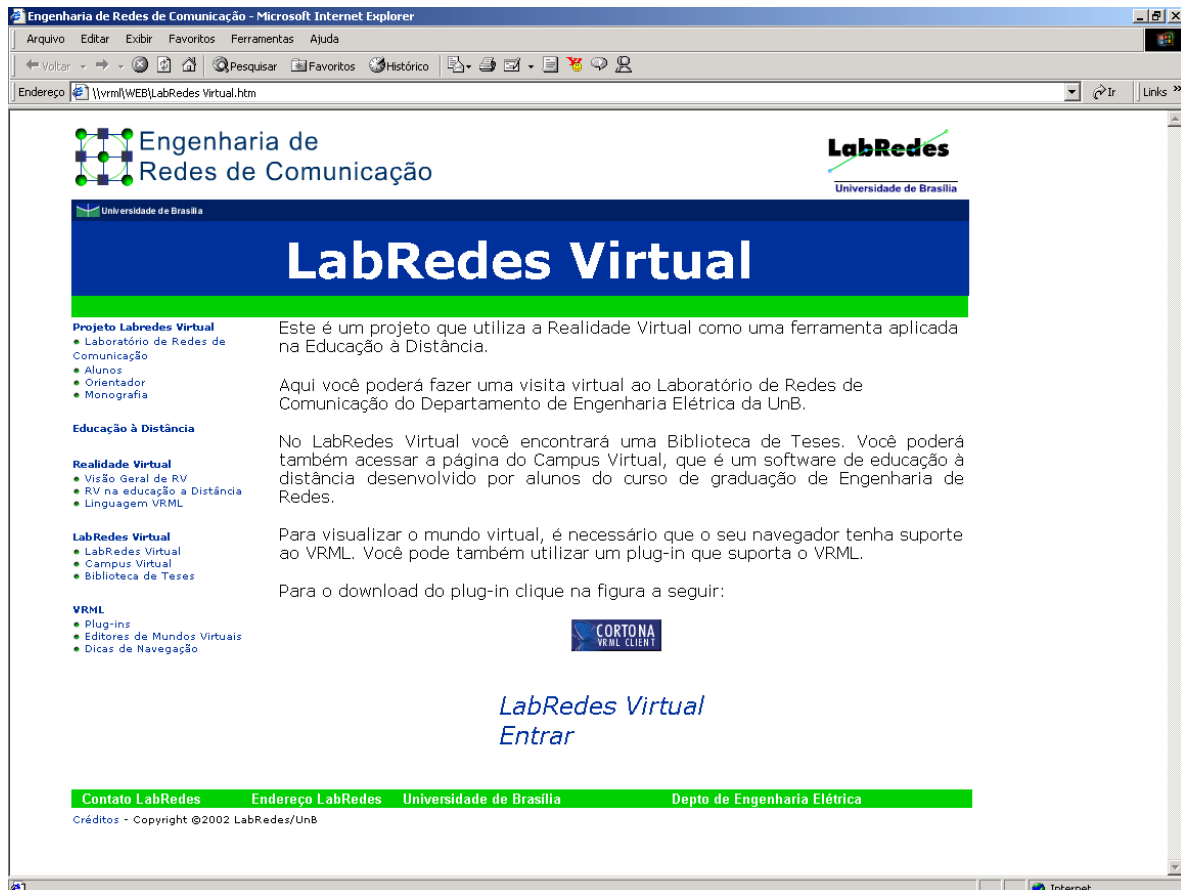 Engenharia de Redes de Comunicação - Microsoft Internet Explorer
Arquivo Editar Exibir Favoritos Ferramentas Ajuda
Voltar Pesquisar Favoritos Histórico
Endereço \\vrml\WEB\LabRedes Virtual.htm Ir Links »
Engenharia de
Redes de Comunicação
LabRedes
Universidade de Brasília
Universidade de Brasília
LabRedes Virtual
Projeto Labredes Virtual
• Laboratório de Redes de
Comunicação
• Alunos
• Orientador
• Monografia
Educação à Distância
Realidade Virtual
• Visão Geral de RV
• RV na educação a Distância
• Linguagem VRML
LabRedes Virtual
• LabRedes Virtual
• Campus Virtual
• Biblioteca de Teses
VRML
• Plug-ins
• Editores de Mundos Virtuais
• Dicas de Navegação
Este é um projeto que utiliza a Realidade Virtual como uma ferramenta aplicada
na Educação à Distância.
Aqui você poderá fazer uma visita virtual ao Laboratório de Redes de
Comunicação do Departamento de Engenharia Elétrica da UnB.
No LabRedes Virtual você encontrará uma Biblioteca de Teses. Você poderá
também acessar a página do Campus Virtual, que é um software de educação à
distância desenvolvido por alunos do curso de graduação de Engenharia de
Redes.
Para visualizar o mundo virtual, é necessário que o seu navegador tenha suporte
ao VRML. Você pode também utilizar um plug-in que suporta o VRML.
Para o download do plug-in clique na figura a seguir:
CORTONA
VRML CLIENT
LabRedes Virtual
Entrar
Contato LabRedes Endereço LabRedes Universidade de Brasília Depto de Engenharia Elétrica
Créditos - Copyright @2002 LabRedes/UnB
Internet